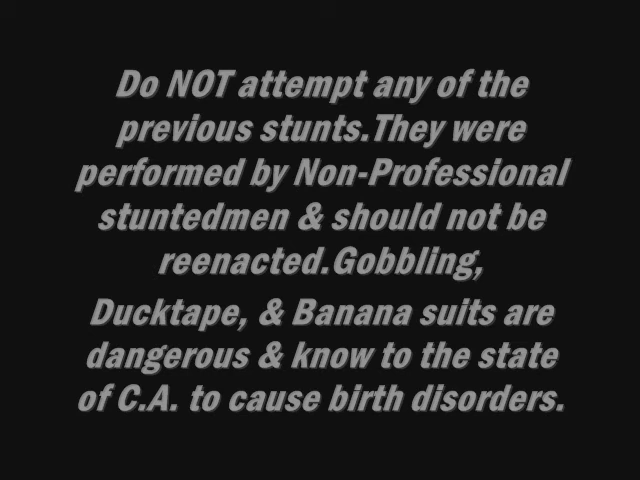 Do NOT attempt any of the
previous stunts.They were
performed by Non-Professional
stuntedmen & should not be
reenacted.Gobbling,
Ducktape, & Banana suits are
dangerous & know to the state
of C.A. to cause birth disorders.